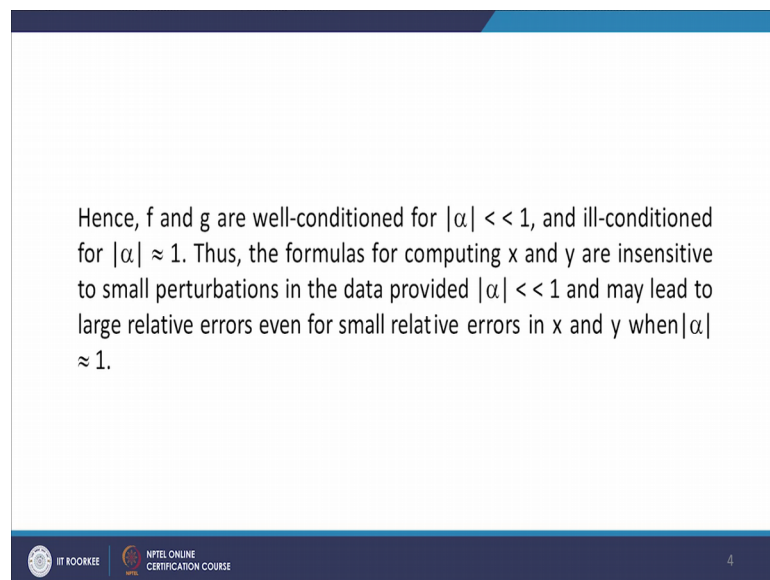 Hence, f and g are well-conditioned for |α| < < 1, and ill-conditioned
for |α| ≈ 1. Thus, the formulas for computing x and y are insensitive
to small perturbations in the data provided |α| < < 1 and may lead to
large relative errors even for small relative errors in x and y when|α|
≈ 1.
IIT ROORKEE
NPTEL ONLINE
CERTIFICATION COURSE
NPTEL
4